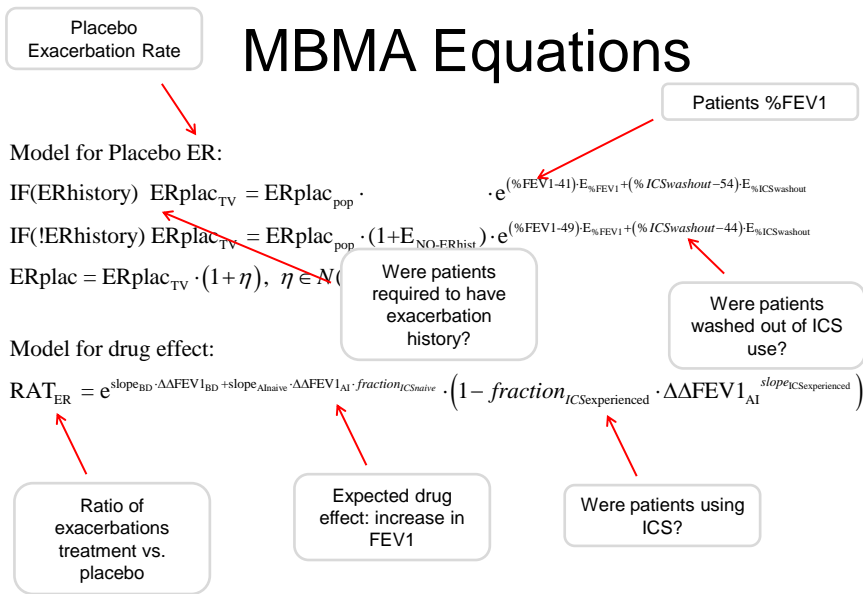 Placebo
Exacerbation Rate
MBMA Equations
Patients %FEV1
Model for Placebo ER:
IF(ERhistory) ERplac_TV = ERplac_pop · · e^((%FEV1-41)·E_%FEV1+(%ICSwashout−54)·E_%ICSwashout)
IF(!ERhistory) ERplac_TV = ERplac_pop · (1+E_NO-ERhist) · e^((%FEV1-49)·E_%FEV1+(%ICSwashout−44)·E_%ICSwashout)
ERplac = ERplac_TV · (1+η), η ∈ N(
Were patients
required to have
exacerbation
history?
Were patients
washed out of ICS
use?
Model for drug effect:
RAT_ER = e^(slope_BD·ΔΔFEV1_BD+slope_AInaive·ΔΔFEV1_AI·fraction_ICSnaive) · (1− fraction_ICSexperienced · ΔΔFEV1_AI^slope_ICSexperienced)
Ratio of
exacerbations
treatment vs.
placebo
Expected drug
effect: increase in
FEV1
Were patients using
ICS?